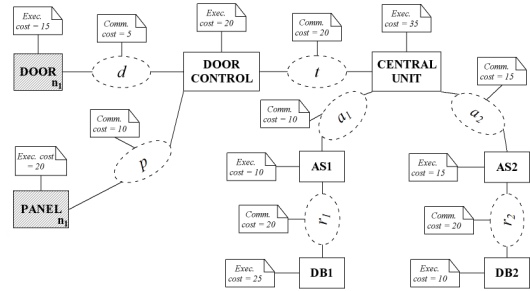 Exec.
cost = 15
Comm.
cost = 5
Exec.
cost = 20
Comm.
cost = 20
Exec.
cost = 35
Comm.
cost = 15
DOOR
n1
d
DOOR
CONTROL
t
CENTRAL
UNIT
Comm.
cost = 10
a1
a2
Comm.
cost = 10
p
Exec. cost
= 20
PANEL
n1
Exec.
cost = 10
AS1
Exec.
cost = 15
AS2
Comm.
cost = 20
r1
Comm.
cost = 20
r2
Exec.
cost = 25
DB1
Exec.
cost = 10
DB2